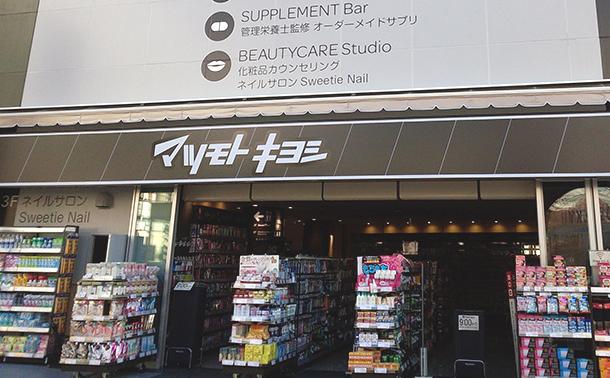 SUPPLEMENT Bar
管理栄養士監修 オーダーメイドサプリ
BEAUTYCARE Studio
化粧品カウンセリング
ネイルサロン Sweetie Nail
マツモトキヨシ
3F ネイルサロン
Sweetie Nail
9:00